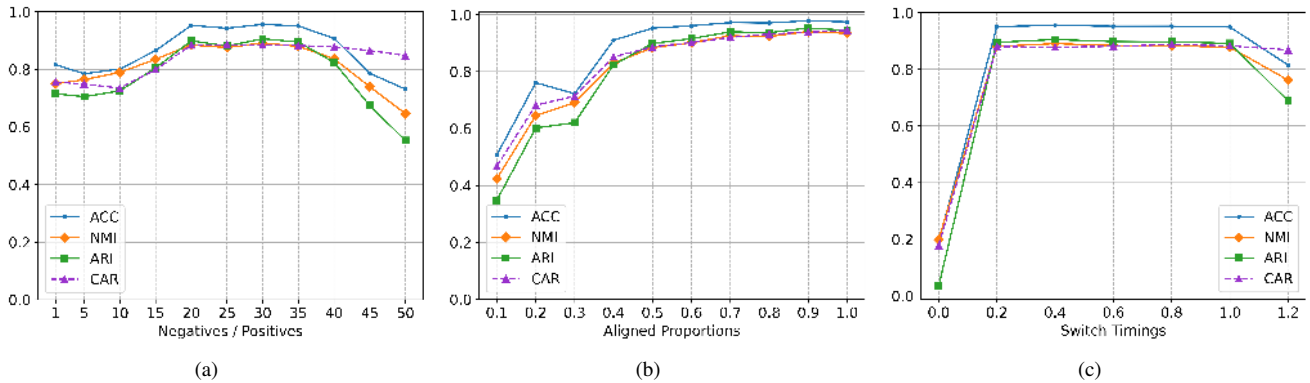 1.0
0.8
0.6
0.4
0.2
0.0
ACC
NMI
ARI
CAR
1 5 10 15 20 25 30 35 40 45 50
Negatives / Positives
(a)
1.0
0.8
0.6
0.4
0.2
0.0
ACC
NMI
ARI
CAR
0.1 0.2 0.3 0.4 0.5 0.6 0.7 0.8 0.9 1.0
Aligned Proportions
(b)
1.0
0.8
0.6
0.4
0.2
0.0
ACC
NMI
ARI
CAR
0.0 0.2 0.4 0.6 0.8 1.0 1.2
Switch Timings
(c)